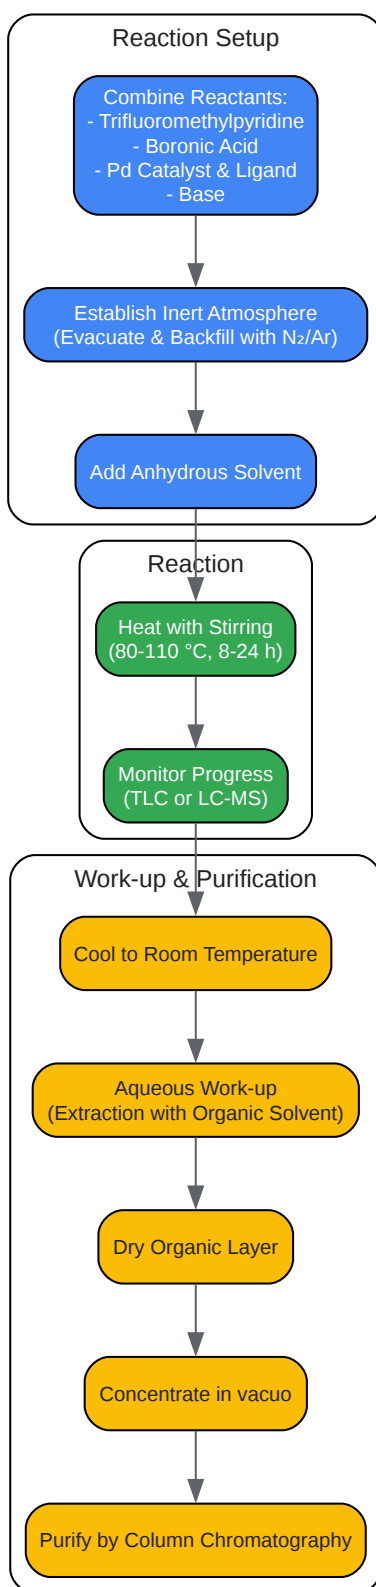 Reaction Setup
Combine Reactants:
- Trifluoromethylpyridine
- Boronic Acid
- Pd Catalyst & Ligand
- Base
Establish Inert Atmosphere
(Evacuate & Backfill with N₂/Ar)
Add Anhydrous Solvent
Reaction
Heat with Stirring
(80-110 °C, 8-24 h)
Monitor Progress
(TLC or LC-MS)
Work-up & Purification
Cool to Room Temperature
Aqueous Work-up
(Extraction with Organic Solvent)
Dry Organic Layer
Concentrate in vacuo
Purify by Column Chromatography